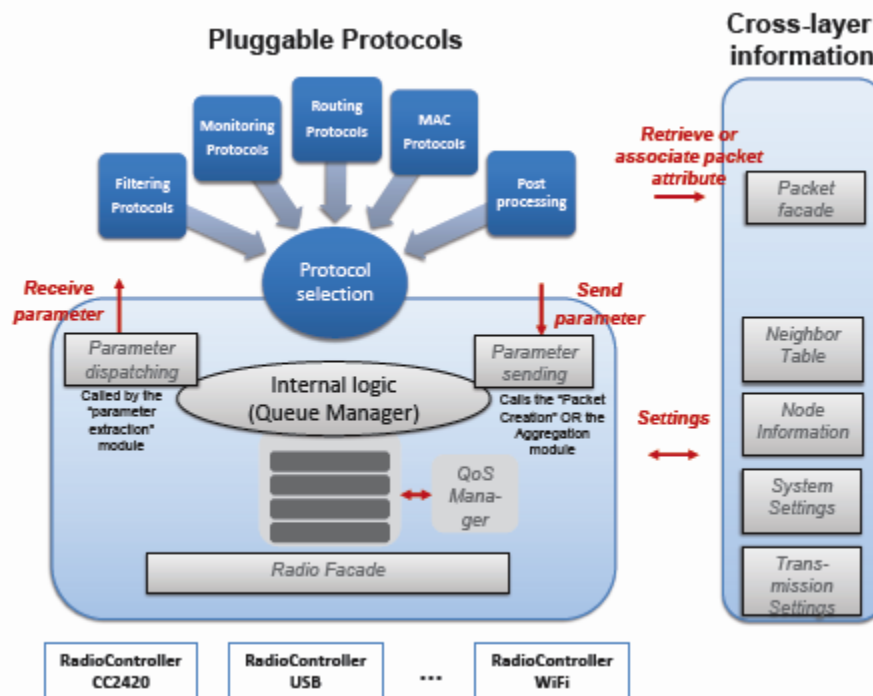 Pluggable Protocols
Cross-layer
information
Routing
Protocols
Monitoring
Protocols
MAC
Protocols
Filtering
Protocols
Post
processing
Retrieve or
associate packet
attribute
Packet
facade
Protocol
selection
Receive
parameter
Send
parameter
Parameter
dispatching
Called by the
"parameter
extraction"
module
Internal logic
(Queue Manager)
Parameter
sending
Calls the "Packet
Creation" OR the
Aggregation
module
Neighbor
Table
Settings
Node
Information
QoS
Mana-
ger
System
Settings
Radio Facade
Trans-
mission
Settings
RadioController
CC2420
RadioController
USB
...
RadioController
WiFi